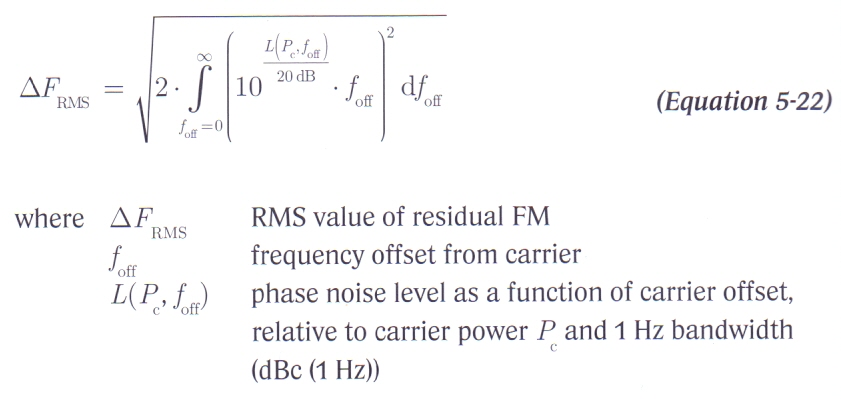 ΔF_RMS = √(2 · ∫_{f_off=0}^{∞} (10^{L(P_c, f_off)/20 dB} · f_off)² df_off) (Equation 5-22)
where ΔF_RMS RMS value of residual FM
f_off frequency offset from carrier
L(P_c, f_off) phase noise level as a function of carrier offset,
relative to carrier power P_c and 1 Hz bandwidth
(dBc (1 Hz))